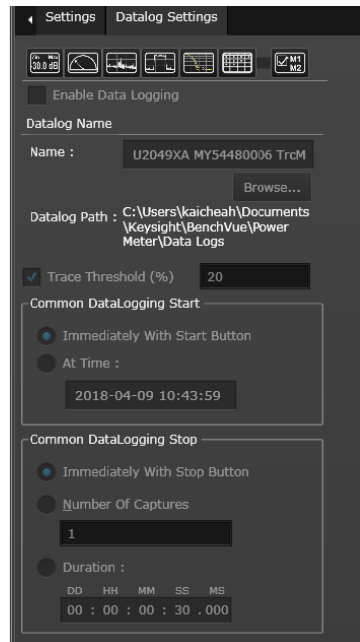 Settings
Datalog Settings
30.0 dB
M1
M2
Enable Data Logging
Datalog Name
Name :
U2049XA MY54480006 TrcM
Browse...
Datalog Path :
C:\Users\kaicheah\Documents
\Keysight\BenchVue\Power
Meter\Data Logs
Trace Threshold (%)
20
Common DataLogging Start
Immediately With Start Button
At Time :
2018-04-09 10:43:59
Common DataLogging Stop
Immediately With Stop Button
Number Of Captures
1
Duration :
DD HH MM SS MS
00 : 00 : 00 : 30 . 000